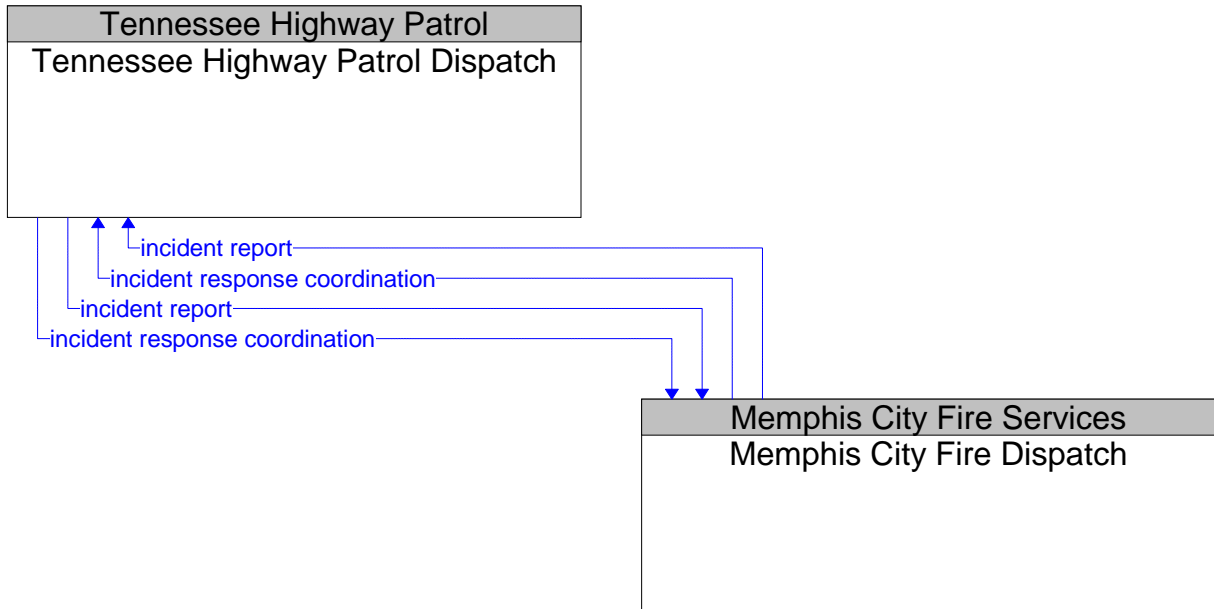 Tennessee Highway Patrol
Tennessee Highway Patrol Dispatch
incident report
incident response coordination
incident report
incident response coordination
Memphis City Fire Services
Memphis City Fire Dispatch